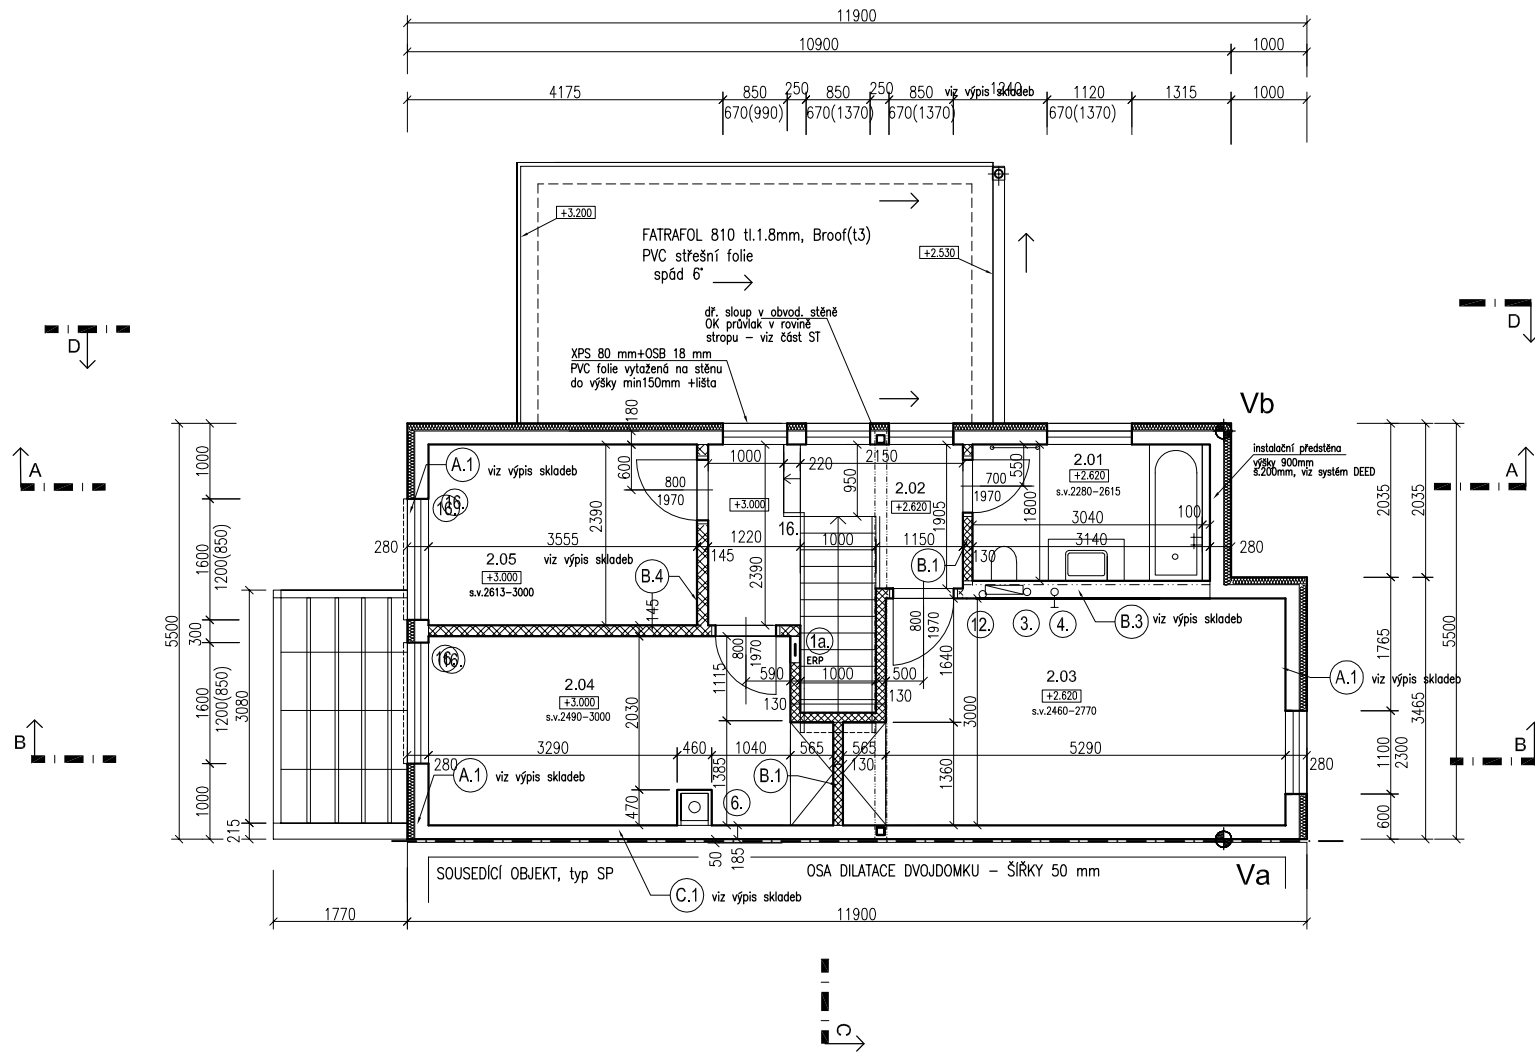 11900
10900 1000
4175 850 250 850 250 850 viz výpis skladeb 1240 1120 1315 1000
670(990) 670(1370) 670(1370) 670(1370)
+3.200
FATRAFOL 810 tl.1.8mm, Broof(t3)
PVC střešní folie
spád 6°
+2.530
dř. sloup v obvod. stěně
OK průvlak v rovině
stropu – viz část ST
XPS 80 mm+OSB 18 mm
PVC folie vytažená na stěnu
do výšky min150mm +lišta
D
D
Vb
instalační předstěna
výšky 900mm
š.200mm, viz systém DEED
180
A
A
1000
A.1 viz výpis skladeb
600
800
1970
1000
220
2150
950
2.02
+2.620
1905
700
1970
550
2.01
+2.620
s.v.2280-2615
1800
3040
100
2035
2035
16.
16.
+3.000
16.
2390
280 3555 145 1220 1000 1150 130 3140 280
2.05
+3.000
s.v.2613-3000
viz výpis skladeb
B.4
2390
B.1
145
1600
1200(850)
5500
300
3080
1600
1200(850)
1000
215
1a.
ERP
800
1970
12.
3.
4.
B.3 viz výpis skladeb
1765
5500
3465
16.
16.
800
1970
1115
590 1000 500
130
130
1640
2.04
+3.000
s.v.2490-3000
2030
2.03
+2.620
s.v.2460-2770
A.1 viz výpis skladeb
3000
B
B
3290 460 1040 565 565 5290
280
130
280
A.1 viz výpis skladeb
1385
B.1
1360
1100
2300
470
6.
600
50
185
SOUSEDÍCÍ OBJEKT, typ SP
OSA DILATACE DVOJDOMKU – ŠÍŘKY 50 mm
Va
C.1 viz výpis skladeb
1770 11900
C